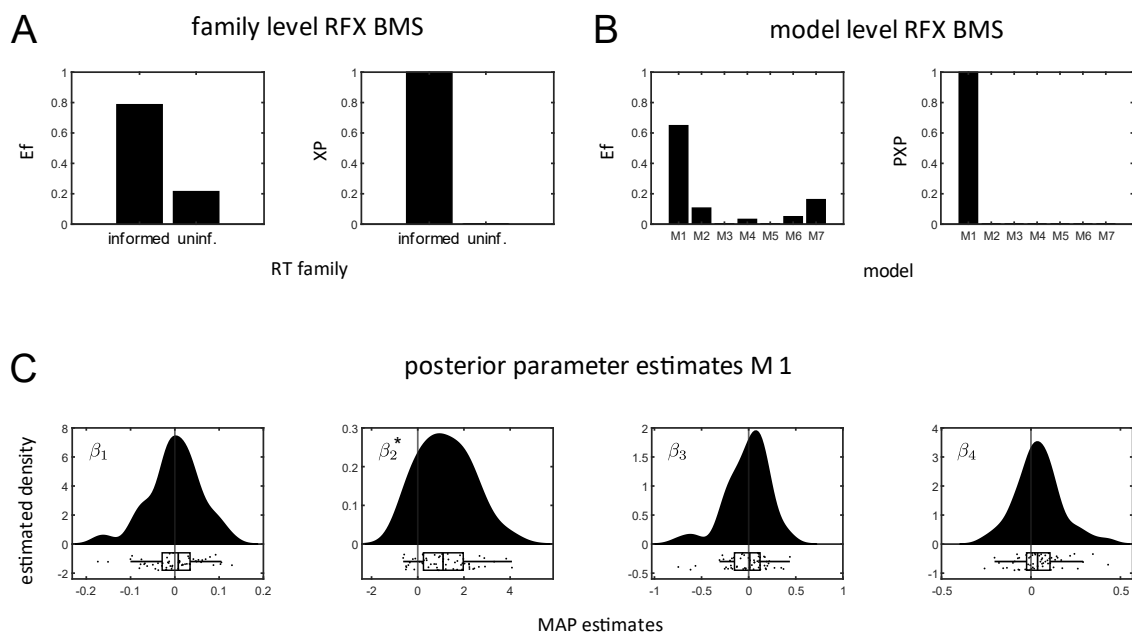 A
family level RFX BMS
B
model level RFX BMS
Ef
1
0.8
0.6
0.4
0.2
0
informed uninf.
XP
1
0.8
0.6
0.4
0.2
0
informed uninf.
RT family
Ef
1
0.8
0.6
0.4
0.2
0
M1 M2 M3 M4 M5 M6 M7
PXP
1
0.8
0.6
0.4
0.2
0
M1 M2 M3 M4 M5 M6 M7
model
C
posterior parameter estimates M 1
estimated density
β1
8
6
4
2
0
-2
-0.2 -0.1 0 0.1 0.2
β2*
0.3
0.2
0.1
0
-2 0 2 4
β3
2
1.5
1
0.5
0
-0.5
-1 -0.5 0 0.5 1
β4
4
3
2
1
0
-1
-0.5 0 0.5
MAP estimates